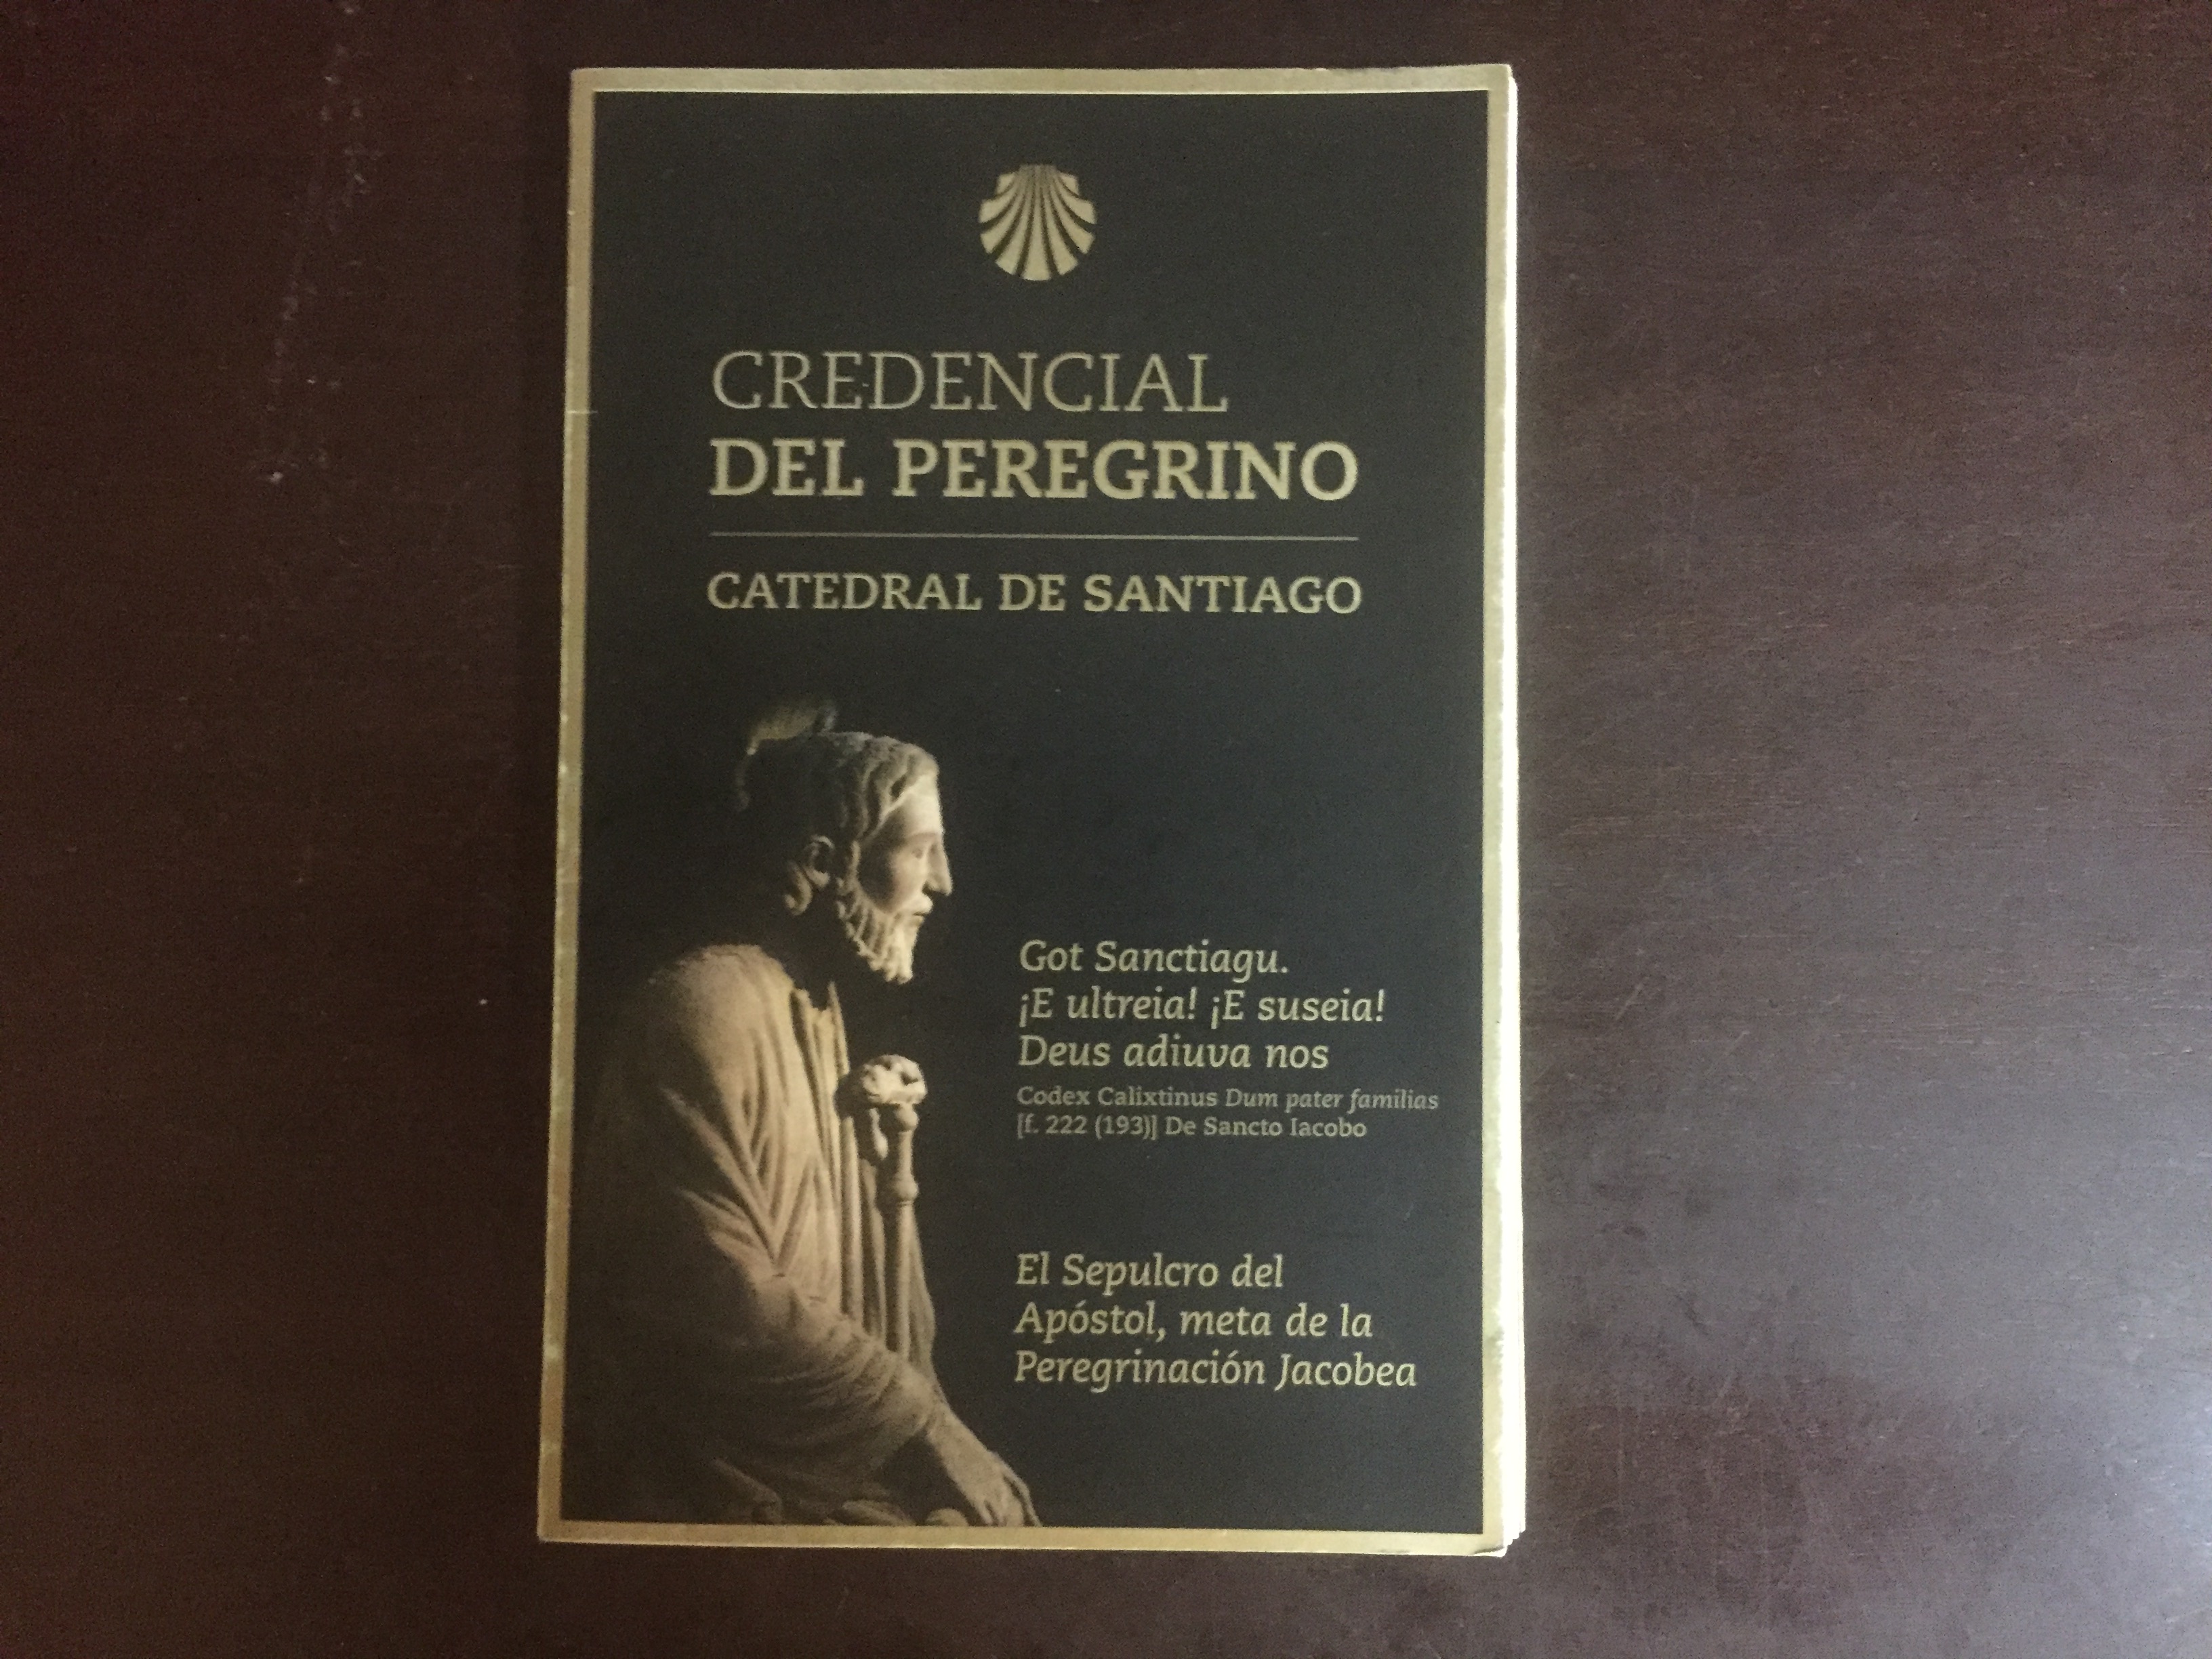 CREDENCIAL
DEL PEREGRINO
CATEDRAL DE SANTIAGO
Got Sanctiagu.
¡E ultreia! ¡E suseia!
Deus adiuva nos
Codex Calixtinus Dum pater familias
[f. 222 (193)] De Sancto Iacobo
El Sepulcro del
Apóstol, meta de la
Peregrinación Jacobea